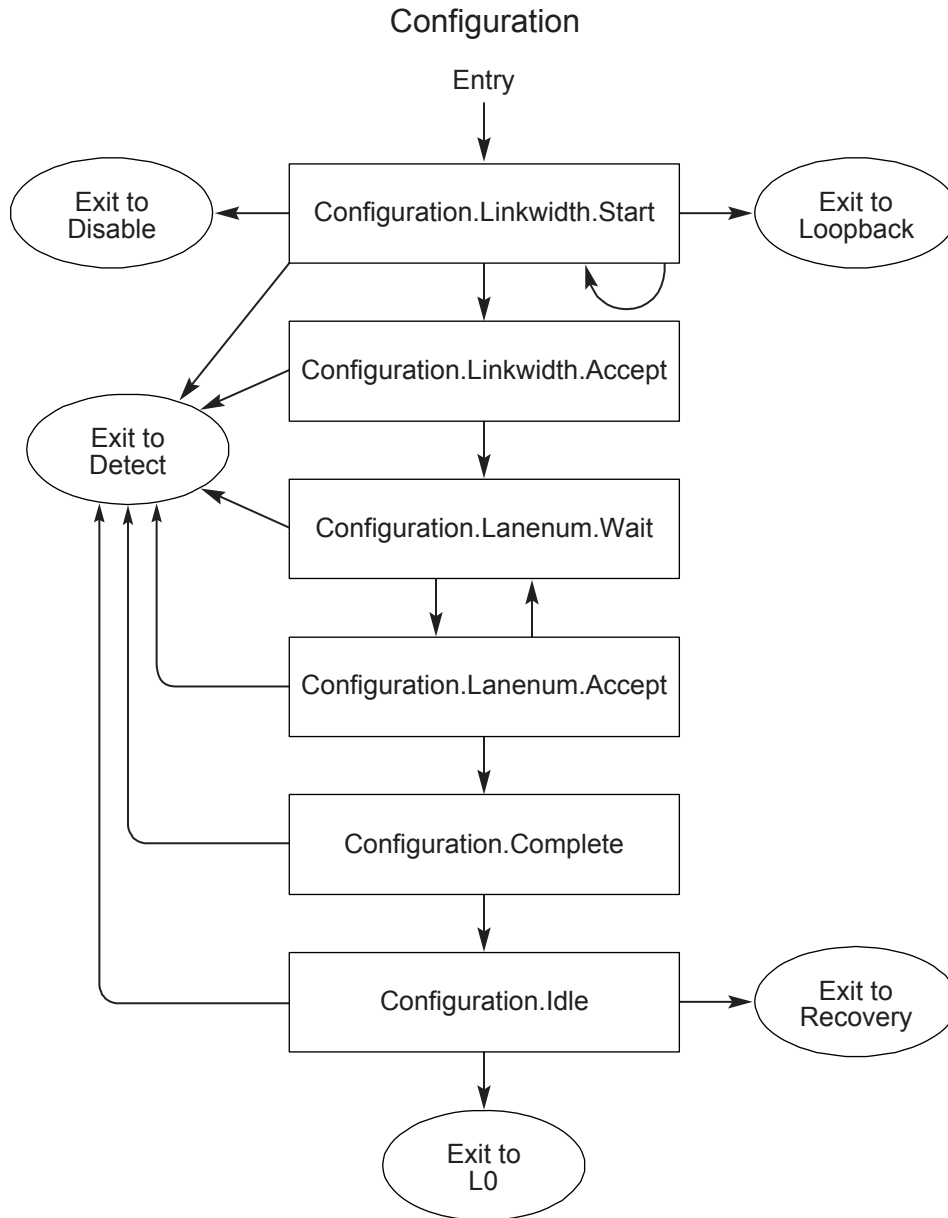 Configuration
Entry
Exit to
Disable
Configuration.Linkwidth.Start
Exit to
Loopback
Configuration.Linkwidth.Accept
Exit to
Detect
Configuration.Lanenum.Wait
Configuration.Lanenum.Accept
Configuration.Complete
Configuration.Idle
Exit to
Recovery
Exit to
L0